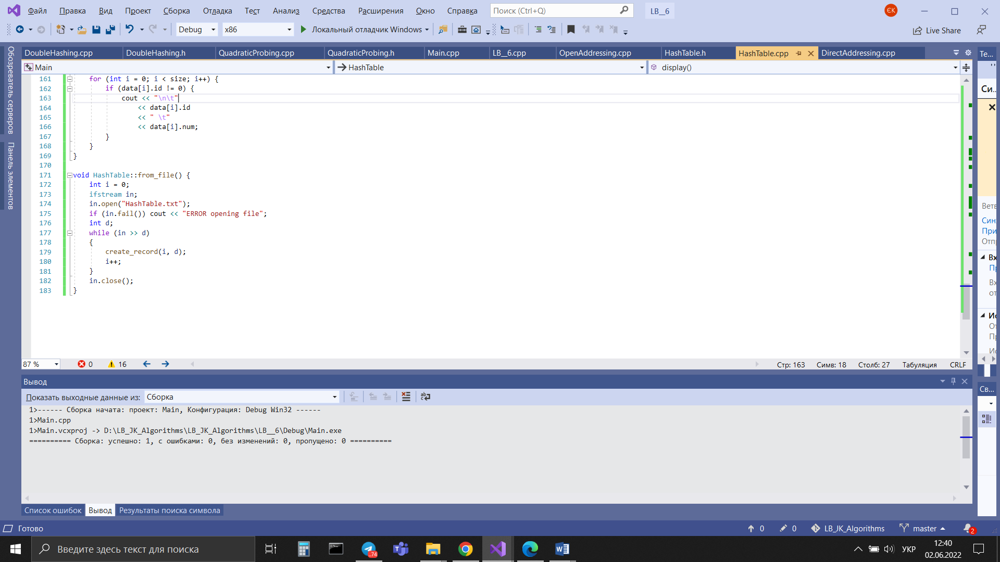 Файл Правка Вид Проект Сборка Отладка Тест Анализ Средства Расширения Окно Справка Поиск (Ctrl+Q) LB__6 ЄК
Debug x86 Локальный отладчик Windows Live Share
DoubleHashing.cpp DoubleHashing.h QuadraticProbing.cpp QuadraticProbing.h Main.cpp LB__6.cpp OpenAddressing.cpp HashTable.h HashTable.cpp DirectAddressing.cpp
Main HashTable display()
Обозреватель серверов
Панель элементов
161 for (int i = 0; i < size; i++) {
162 if (data[i].id != 0) {
163 cout << "\n\t"
164 << data[i].id
165 << " \t"
166 << data[i].num;
167 }
168 }
169 }
170
171 void HashTable::from_file() {
172 int i = 0;
173 ifstream in;
174 in.open("HashTable.txt");
175 if (in.fail()) cout << "ERROR opening file";
176 int d;
177 while (in >> d)
178 {
179 create_record(i, d);
180 i++;
181 }
182 in.close();
183 }
87 % 0 16 Стр: 163 Симв: 18 Столб: 27 Табуляция CRLF
Те...
Си...
Ветв
Син
При
Отп
Вх
Пр
Вх
от
Ис
От
Пр
Ис
Св...
Вывод
Показать выходные данные из: Сборка
1>------ Сборка начата: проект: Main, Конфигурация: Debug Win32 ------
1>Main.cpp
1>Main.vcxproj -> D:\LB_JK_Algorithms\LB_JK_Algorithms\LB__6\Debug\Main.exe
========== Сборка: успешно: 1, с ошибками: 0, без изменений: 0, пропущено: 0 ==========
Список ошибок Вывод Результаты поиска символа
Готово 0 0 LB_JK_Algorithms master 2
Введите здесь текст для поиска ..74 УКР 12:40
02.06.2022